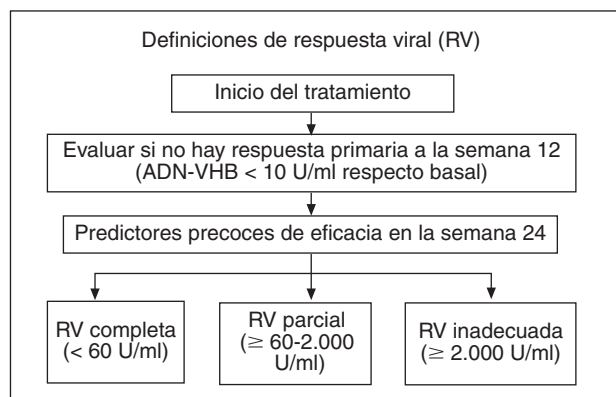 Definiciones de respuesta viral (RV)
Inicio del tratamiento
Evaluar si no hay respuesta primaria a la semana 12
(ADN-VHB < 10 U/ml respecto basal)
Predictores precoces de eficacia en la semana 24
RV completa
(< 60 U/ml)
RV parcial
(≥ 60-2.000
U/ml)
RV inadecuada
(≥ 2.000 U/ml)